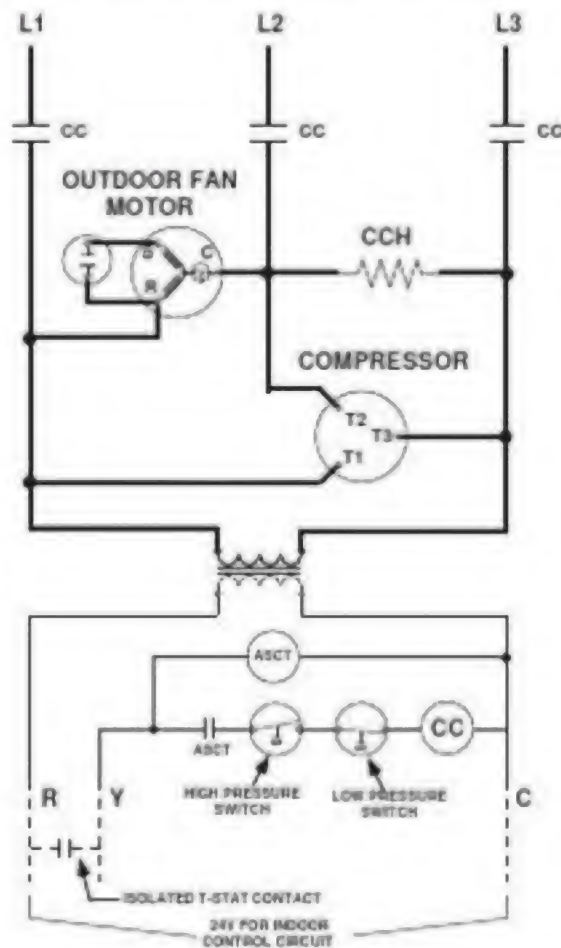 L1 L2 L3
CC CC CC
OUTDOOR FAN
MOTOR
CCH
C
R
COMPRESSOR
T2
T3
T1
ASCT
CC
ASCT
HIGH PRESSURE
SWITCH
LOW PRESSURE
SWITCH
R Y C
ISOLATED T-STAT CONTACT
24V FOR INDOOR
CONTROL CIRCUIT